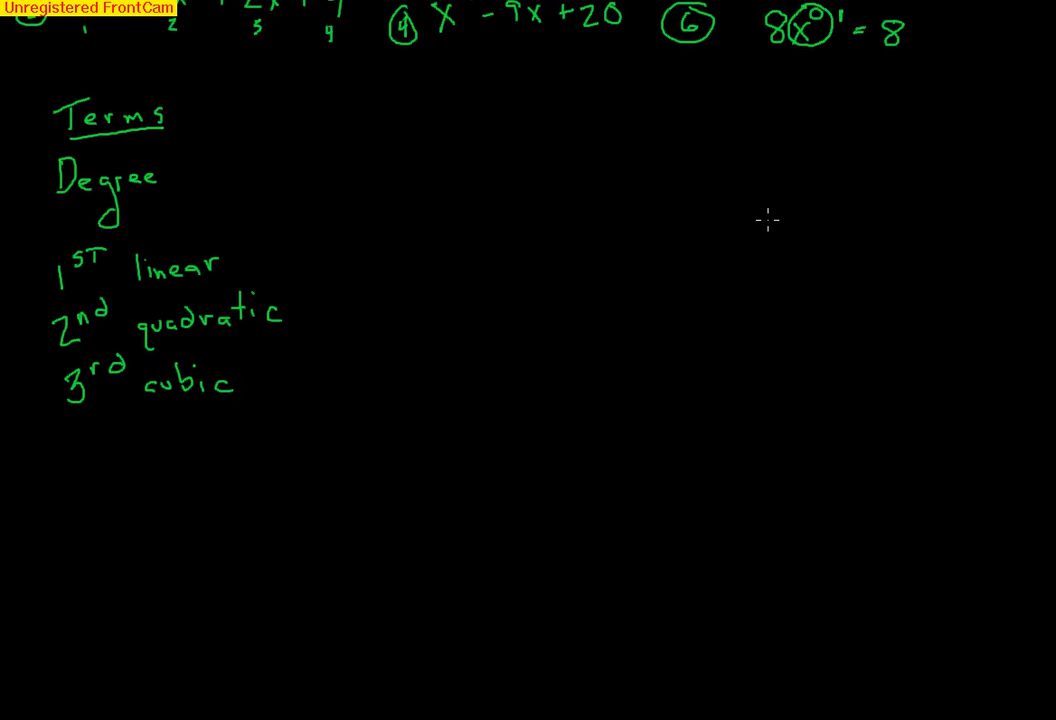 Unregistered FrontCam
1 2 3 4
④ x - 9x + 20
⑥ 8x⁰ ¹ = 8
Terms
Degree
1ST linear
2nd quadratic
3rd cubic